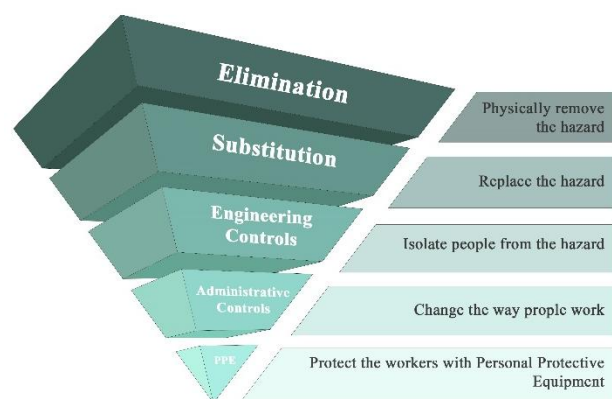 Elimination
Physically remove
the hazard
Substitution
Replace the hazard
Engineering
Controls
Isolate people from the hazard
Administrative
Controls
Change the way people work
PPE
Protect the workers with Personal Protective
Equipment